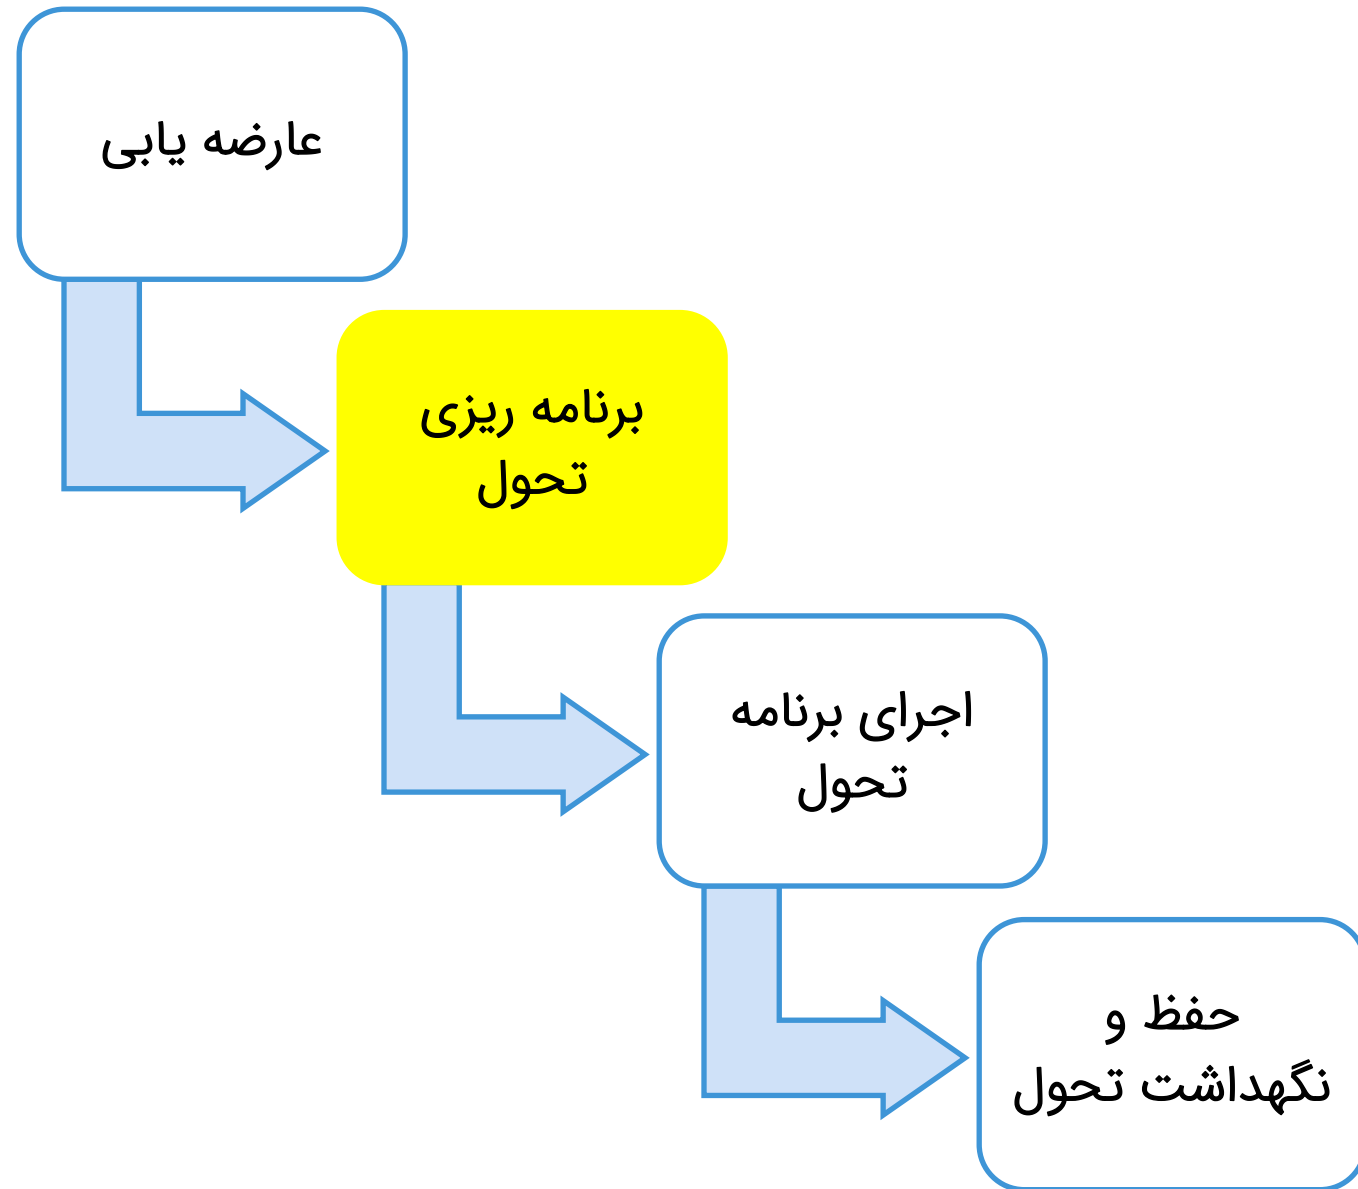 عارضه یابی
برنامه ریزی
تحول
اجرای برنامه
تحول
حفظ و
نگهداشت تحول